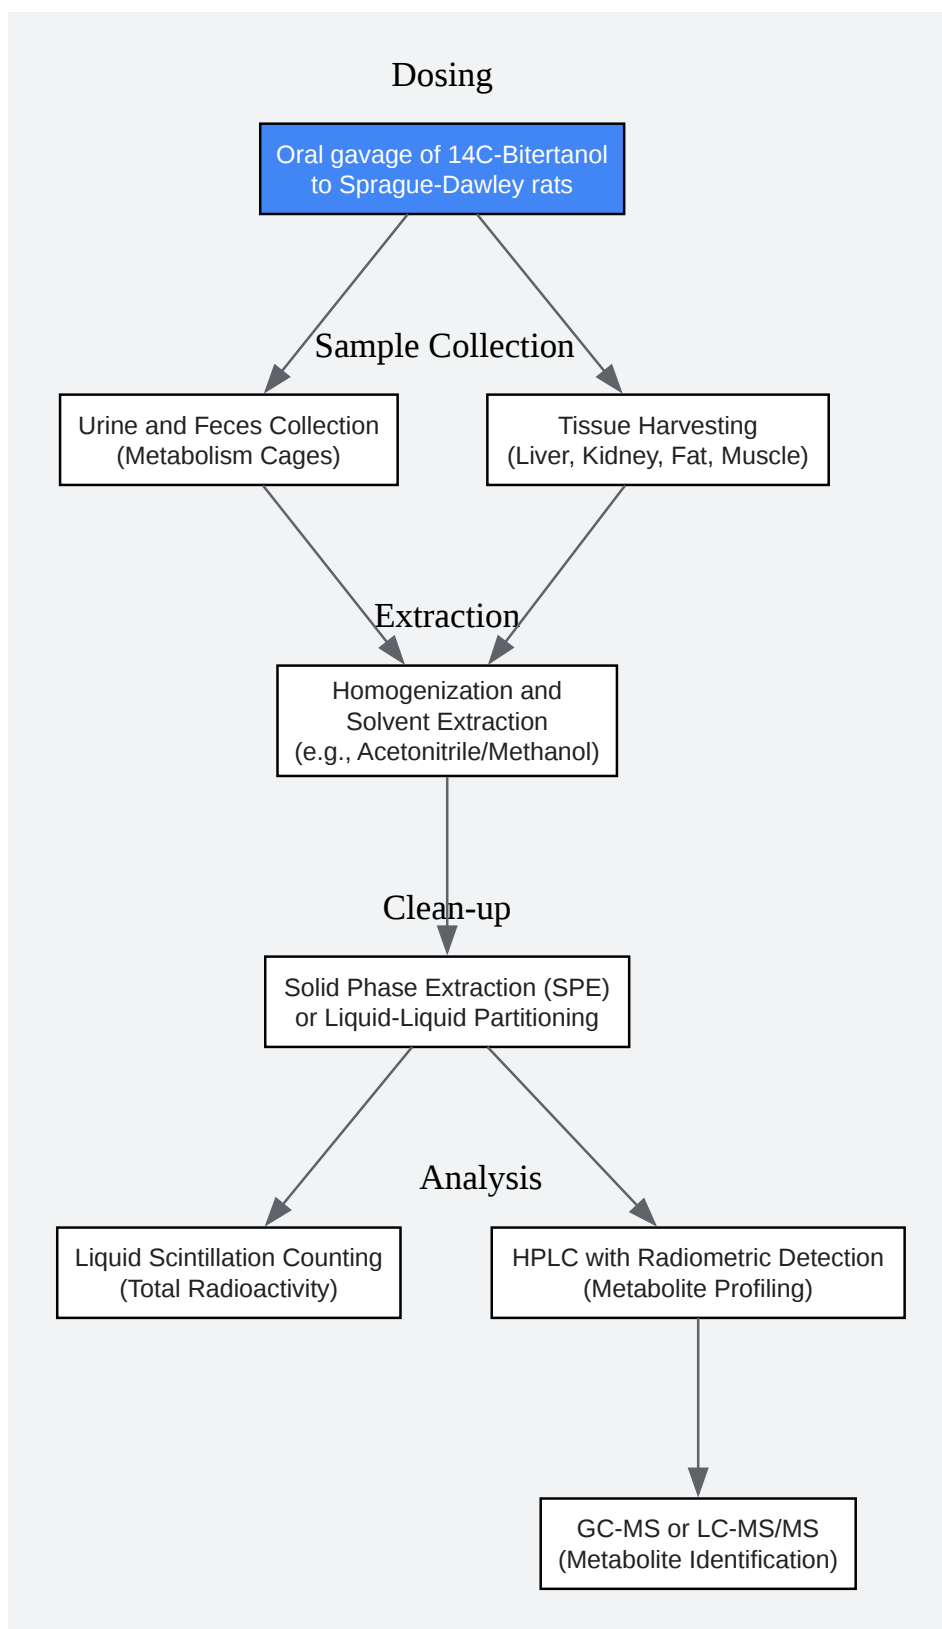 Dosing
Oral gavage of 14C-Bitertanol
to Sprague-Dawley rats
Sample Collection
Urine and Feces Collection
(Metabolism Cages)
Tissue Harvesting
(Liver, Kidney, Fat, Muscle)
Extraction
Homogenization and
Solvent Extraction
(e.g., Acetonitrile/Methanol)
Clean-up
Solid Phase Extraction (SPE)
or Liquid-Liquid Partitioning
Analysis
Liquid Scintillation Counting
(Total Radioactivity)
HPLC with Radiometric Detection
(Metabolite Profiling)
GC-MS or LC-MS/MS
(Metabolite Identification)